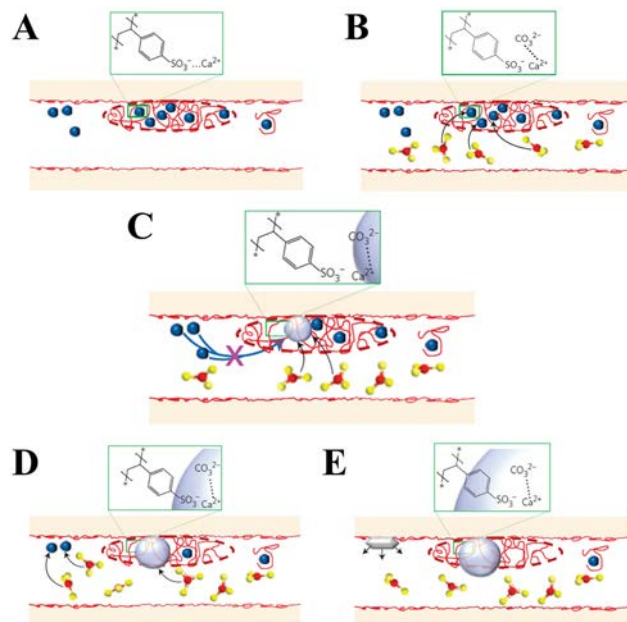 A
SO₃⁻...Ca²⁺
B
CO₃²⁻
SO₃⁻ Ca²⁺
C
CO₃²⁻
SO₃⁻ Ca²⁺
D
CO₃²⁻
SO₃⁻ Ca²⁺
E
CO₃²⁻
SO₃⁻ Ca²⁺